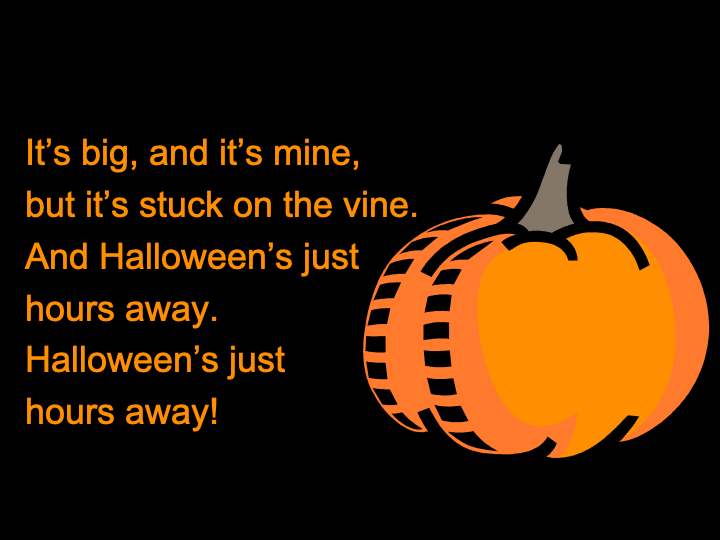 It’s big, and it’s mine,
but it’s stuck on the vine.
And Halloween’s just
hours away.
Halloween’s just
hours away!